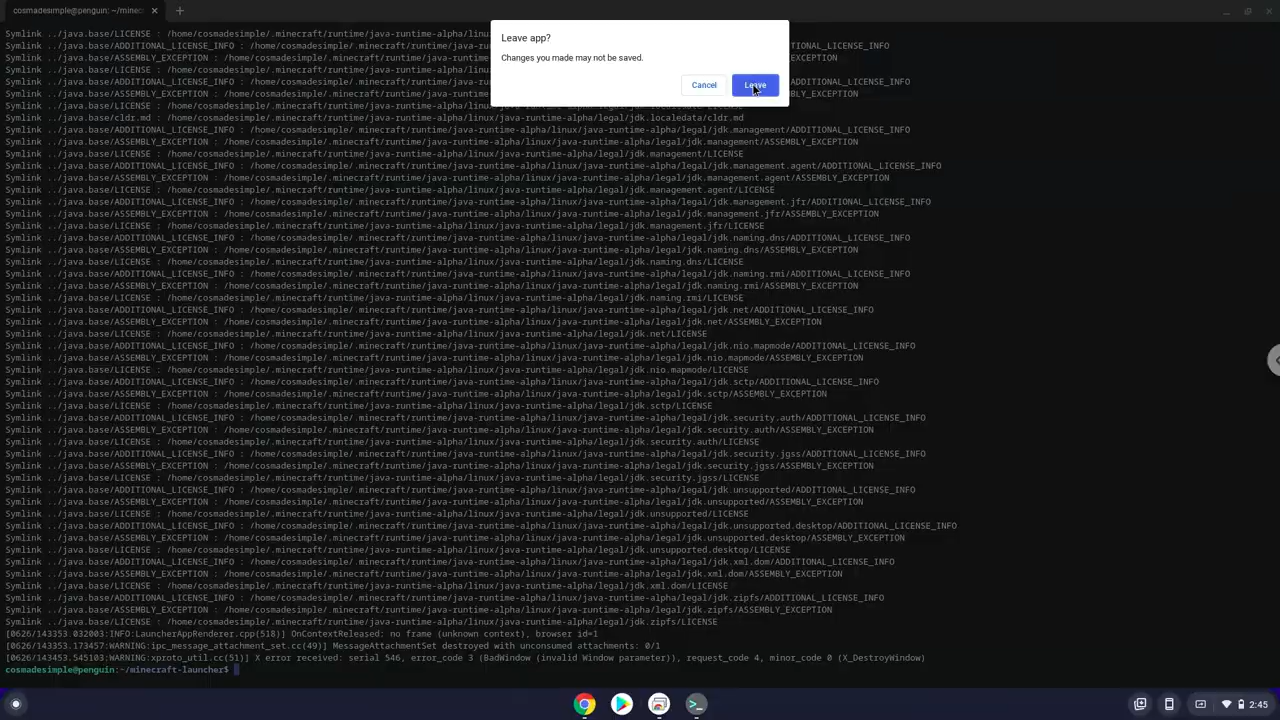 cosmadesimple@penguin: ~/minec
Leave app?
Changes you made may not be saved.
Cancel
Leave
Symlink ../java.base/LICENSE : /home/cosmadesimple/.minecraft/runtime/java-runtime-alpha/linu
Symlink ../java.base/ADDITIONAL_LICENSE_INFO : /home/cosmadesimple/.minecraft/runtime/java-ru TIONAL_LICENSE_INFO
Symlink ../java.base/ASSEMBLY_EXCEPTION : /home/cosmadesimple/.minecraft/runtime/java-runtime EXCEPTION
Symlink ../java.base/LICENSE : /home/cosmadesimple/.minecraft/runtime/java-runtime-alpha/linu
Symlink ../java.base/ADDITIONAL_LICENSE_INFO : /home/cosmadesimple/.minecraft/runtime/java-ru ADDITIONAL_LICENSE_INFO
Symlink ../java.base/ASSEMBLY_EXCEPTION : /home/cosmadesimple/.minecraft/runtime/java-runtime ASSEMBLY_EXCEPTION
Symlink ../java.base/LICENSE : /home/cosmadesimple/.minecraft/runtime/java-runtime-alpha/linu
Symlink ../java.base/cldr.md : /home/cosmadesimple/.minecraft/runtime/java-runtime-alpha/linux/java-runtime-alpha/legal/jdk.localedata/cldr.md
Symlink ../java.base/ADDITIONAL_LICENSE_INFO : /home/cosmadesimple/.minecraft/runtime/java-runtime-alpha/linux/java-runtime-alpha/legal/jdk.management/ADDITIONAL_LICENSE_INFO
Symlink ../java.base/ASSEMBLY_EXCEPTION : /home/cosmadesimple/.minecraft/runtime/java-runtime-alpha/linux/java-runtime-alpha/legal/jdk.management/ASSEMBLY_EXCEPTION
Symlink ../java.base/LICENSE : /home/cosmadesimple/.minecraft/runtime/java-runtime-alpha/linux/java-runtime-alpha/legal/jdk.management/LICENSE
Symlink ../java.base/ADDITIONAL_LICENSE_INFO : /home/cosmadesimple/.minecraft/runtime/java-runtime-alpha/linux/java-runtime-alpha/legal/jdk.management.agent/ADDITIONAL_LICENSE_INFO
Symlink ../java.base/ASSEMBLY_EXCEPTION : /home/cosmadesimple/.minecraft/runtime/java-runtime-alpha/linux/java-runtime-alpha/legal/jdk.management.agent/ASSEMBLY_EXCEPTION
Symlink ../java.base/LICENSE : /home/cosmadesimple/.minecraft/runtime/java-runtime-alpha/linux/java-runtime-alpha/legal/jdk.management.agent/LICENSE
Symlink ../java.base/ADDITIONAL_LICENSE_INFO : /home/cosmadesimple/.minecraft/runtime/java-runtime-alpha/linux/java-runtime-alpha/legal/jdk.management.jfr/ADDITIONAL_LICENSE_INFO
Symlink ../java.base/ASSEMBLY_EXCEPTION : /home/cosmadesimple/.minecraft/runtime/java-runtime-alpha/linux/java-runtime-alpha/legal/jdk.management.jfr/ASSEMBLY_EXCEPTION
Symlink ../java.base/LICENSE : /home/cosmadesimple/.minecraft/runtime/java-runtime-alpha/linux/java-runtime-alpha/legal/jdk.management.jfr/LICENSE
Symlink ../java.base/ADDITIONAL_LICENSE_INFO : /home/cosmadesimple/.minecraft/runtime/java-runtime-alpha/linux/java-runtime-alpha/legal/jdk.naming.dns/ADDITIONAL_LICENSE_INFO
Symlink ../java.base/ASSEMBLY_EXCEPTION : /home/cosmadesimple/.minecraft/runtime/java-runtime-alpha/linux/java-runtime-alpha/legal/jdk.naming.dns/ASSEMBLY_EXCEPTION
Symlink ../java.base/LICENSE : /home/cosmadesimple/.minecraft/runtime/java-runtime-alpha/linux/java-runtime-alpha/legal/jdk.naming.dns/LICENSE
Symlink ../java.base/ADDITIONAL_LICENSE_INFO : /home/cosmadesimple/.minecraft/runtime/java-runtime-alpha/linux/java-runtime-alpha/legal/jdk.naming.rmi/ADDITIONAL_LICENSE_INFO
Symlink ../java.base/ASSEMBLY_EXCEPTION : /home/cosmadesimple/.minecraft/runtime/java-runtime-alpha/linux/java-runtime-alpha/legal/jdk.naming.rmi/ASSEMBLY_EXCEPTION
Symlink ../java.base/LICENSE : /home/cosmadesimple/.minecraft/runtime/java-runtime-alpha/linux/java-runtime-alpha/legal/jdk.naming.rmi/LICENSE
Symlink ../java.base/ADDITIONAL_LICENSE_INFO : /home/cosmadesimple/.minecraft/runtime/java-runtime-alpha/linux/java-runtime-alpha/legal/jdk.net/ADDITIONAL_LICENSE_INFO
Symlink ../java.base/ASSEMBLY_EXCEPTION : /home/cosmadesimple/.minecraft/runtime/java-runtime-alpha/linux/java-runtime-alpha/legal/jdk.net/ASSEMBLY_EXCEPTION
Symlink ../java.base/LICENSE : /home/cosmadesimple/.minecraft/runtime/java-runtime-alpha/linux/java-runtime-alpha/legal/jdk.net/LICENSE
Symlink ../java.base/ADDITIONAL_LICENSE_INFO : /home/cosmadesimple/.minecraft/runtime/java-runtime-alpha/linux/java-runtime-alpha/legal/jdk.nio.mapmode/ADDITIONAL_LICENSE_INFO
Symlink ../java.base/ASSEMBLY_EXCEPTION : /home/cosmadesimple/.minecraft/runtime/java-runtime-alpha/linux/java-runtime-alpha/legal/jdk.nio.mapmode/ASSEMBLY_EXCEPTION
Symlink ../java.base/LICENSE : /home/cosmadesimple/.minecraft/runtime/java-runtime-alpha/linux/java-runtime-alpha/legal/jdk.nio.mapmode/LICENSE
Symlink ../java.base/ADDITIONAL_LICENSE_INFO : /home/cosmadesimple/.minecraft/runtime/java-runtime-alpha/linux/java-runtime-alpha/legal/jdk.sctp/ADDITIONAL_LICENSE_INFO
Symlink ../java.base/ASSEMBLY_EXCEPTION : /home/cosmadesimple/.minecraft/runtime/java-runtime-alpha/linux/java-runtime-alpha/legal/jdk.sctp/ASSEMBLY_EXCEPTION
Symlink ../java.base/LICENSE : /home/cosmadesimple/.minecraft/runtime/java-runtime-alpha/linux/java-runtime-alpha/legal/jdk.sctp/LICENSE
Symlink ../java.base/ADDITIONAL_LICENSE_INFO : /home/cosmadesimple/.minecraft/runtime/java-runtime-alpha/linux/java-runtime-alpha/legal/jdk.security.auth/ADDITIONAL_LICENSE_INFO
Symlink ../java.base/ASSEMBLY_EXCEPTION : /home/cosmadesimple/.minecraft/runtime/java-runtime-alpha/linux/java-runtime-alpha/legal/jdk.security.auth/ASSEMBLY_EXCEPTION
Symlink ../java.base/LICENSE : /home/cosmadesimple/.minecraft/runtime/java-runtime-alpha/linux/java-runtime-alpha/legal/jdk.security.auth/LICENSE
Symlink ../java.base/ADDITIONAL_LICENSE_INFO : /home/cosmadesimple/.minecraft/runtime/java-runtime-alpha/linux/java-runtime-alpha/legal/jdk.security.jgss/ADDITIONAL_LICENSE_INFO
Symlink ../java.base/ASSEMBLY_EXCEPTION : /home/cosmadesimple/.minecraft/runtime/java-runtime-alpha/linux/java-runtime-alpha/legal/jdk.security.jgss/ASSEMBLY_EXCEPTION
Symlink ../java.base/LICENSE : /home/cosmadesimple/.minecraft/runtime/java-runtime-alpha/linux/java-runtime-alpha/legal/jdk.security.jgss/LICENSE
Symlink ../java.base/ADDITIONAL_LICENSE_INFO : /home/cosmadesimple/.minecraft/runtime/java-runtime-alpha/linux/java-runtime-alpha/legal/jdk.unsupported/ADDITIONAL_LICENSE_INFO
Symlink ../java.base/ASSEMBLY_EXCEPTION : /home/cosmadesimple/.minecraft/runtime/java-runtime-alpha/linux/java-runtime-alpha/legal/jdk.unsupported/ASSEMBLY_EXCEPTION
Symlink ../java.base/LICENSE : /home/cosmadesimple/.minecraft/runtime/java-runtime-alpha/linux/java-runtime-alpha/legal/jdk.unsupported/LICENSE
Symlink ../java.base/ADDITIONAL_LICENSE_INFO : /home/cosmadesimple/.minecraft/runtime/java-runtime-alpha/linux/java-runtime-alpha/legal/jdk.unsupported.desktop/ADDITIONAL_LICENSE_INFO
Symlink ../java.base/ASSEMBLY_EXCEPTION : /home/cosmadesimple/.minecraft/runtime/java-runtime-alpha/linux/java-runtime-alpha/legal/jdk.unsupported.desktop/ASSEMBLY_EXCEPTION
Symlink ../java.base/LICENSE : /home/cosmadesimple/.minecraft/runtime/java-runtime-alpha/linux/java-runtime-alpha/legal/jdk.unsupported.desktop/LICENSE
Symlink ../java.base/ADDITIONAL_LICENSE_INFO : /home/cosmadesimple/.minecraft/runtime/java-runtime-alpha/linux/java-runtime-alpha/legal/jdk.xml.dom/ADDITIONAL_LICENSE_INFO
Symlink ../java.base/ASSEMBLY_EXCEPTION : /home/cosmadesimple/.minecraft/runtime/java-runtime-alpha/linux/java-runtime-alpha/legal/jdk.xml.dom/ASSEMBLY_EXCEPTION
Symlink ../java.base/LICENSE : /home/cosmadesimple/.minecraft/runtime/java-runtime-alpha/linux/java-runtime-alpha/legal/jdk.xml.dom/LICENSE
Symlink ../java.base/ADDITIONAL_LICENSE_INFO : /home/cosmadesimple/.minecraft/runtime/java-runtime-alpha/linux/java-runtime-alpha/legal/jdk.zipfs/ADDITIONAL_LICENSE_INFO
Symlink ../java.base/ASSEMBLY_EXCEPTION : /home/cosmadesimple/.minecraft/runtime/java-runtime-alpha/linux/java-runtime-alpha/legal/jdk.zipfs/ASSEMBLY_EXCEPTION
Symlink ../java.base/LICENSE : /home/cosmadesimple/.minecraft/runtime/java-runtime-alpha/linux/java-runtime-alpha/legal/jdk.zipfs/LICENSE
[0626/143353.032003:INFO:LauncherAppRenderer.cpp(518)] OnContextReleased: no frame (unknown context), browser id=1
[0626/143353.173457:WARNING:ipc_message_attachment_set.cc(49)] MessageAttachmentSet destroyed with unconsumed attachments: 0/1
[0626/143353.545103:WARNING:xproto_util.cc(51)] X error received: serial 546, error_code 3 (BadWindow (invalid Window parameter)), request_code 4, minor_code 0 (X_DestroyWindow)
cosmadesimple@penguin:~/minecraft-launcher$
2:45